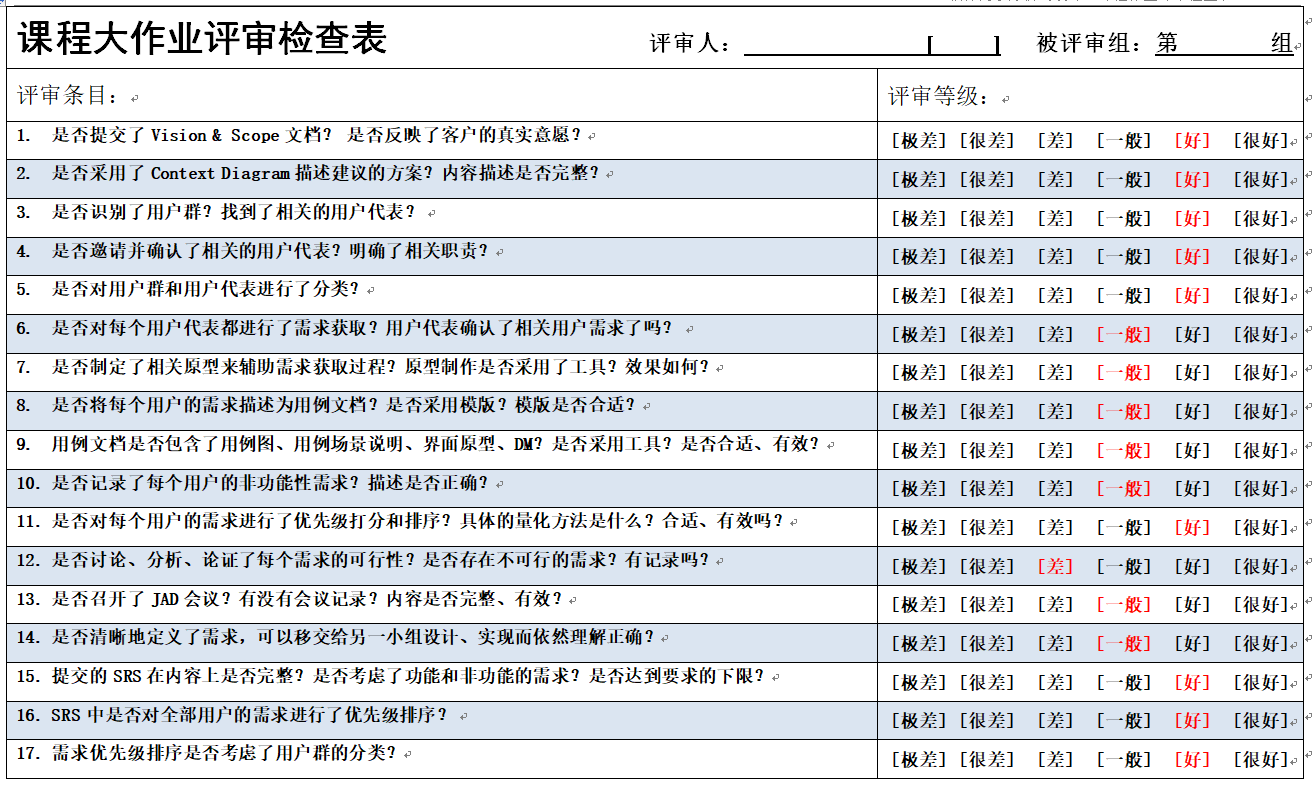 课程大作业评审检查表 评审人: [ ] 被评审组: 第 组
评审条目: 评审等级:
1. 是否提交了 Vision & Scope 文档? 是否反映了客户的真实意愿? [极差] [很差] [差] [一般] [好] [很好]
2. 是否采用了 Context Diagram 描述建议的方案?内容描述是否完整? [极差] [很差] [差] [一般] [好] [很好]
3. 是否识别了用户群?找到了相关的用户代表? [极差] [很差] [差] [一般] [好] [很好]
4. 是否邀请并确认了相关的用户代表?明确了相关职责? [极差] [很差] [差] [一般] [好] [很好]
5. 是否对用户群和用户代表进行了分类? [极差] [很差] [差] [一般] [好] [很好]
6. 是否对每个用户代表都进行了需求获取?用户代表确认了相关用户需求了吗? [极差] [很差] [差] [一般] [好] [很好]
7. 是否制定了相关原型来辅助需求获取过程?原型制作是否采用了工具?效果如何? [极差] [很差] [差] [一般] [好] [很好]
8. 是否将每个用户的需求描述为用例文档?是否采用模版?模版是否合适? [极差] [很差] [差] [一般] [好] [很好]
9. 用例文档是否包含了用例图、用例场景说明、界面原型、DM?是否采用工具?是否合适、有效? [极差] [很差] [差] [一般] [好] [很好]
10. 是否记录了每个用户的非功能性需求?描述是否正确? [极差] [很差] [差] [一般] [好] [很好]
11. 是否对每个用户的需求进行了优先级打分和排序?具体的量化方法是什么?合适、有效吗? [极差] [很差] [差] [一般] [好] [很好]
12. 是否讨论、分析、论证了每个需求的可行性?是否存在不可行的需求?有记录吗? [极差] [很差] [差] [一般] [好] [很好]
13. 是否召开了 JAD 会议?有没有会议记录?内容是否完整、有效? [极差] [很差] [差] [一般] [好] [很好]
14. 是否清晰地定义了需求,可以移交给另一小组设计、实现而依然理解正确? [极差] [很差] [差] [一般] [好] [很好]
15. 提交的 SRS 在内容上是否完整?是否考虑了功能和非功能的需求?是否达到要求的下限? [极差] [很差] [差] [一般] [好] [很好]
16. SRS 中是否对全部用户的需求进行了优先级排序? [极差] [很差] [差] [一般] [好] [很好]
17. 需求优先级排序是否考虑了用户群的分类? [极差] [很差] [差] [一般] [好] [很好]